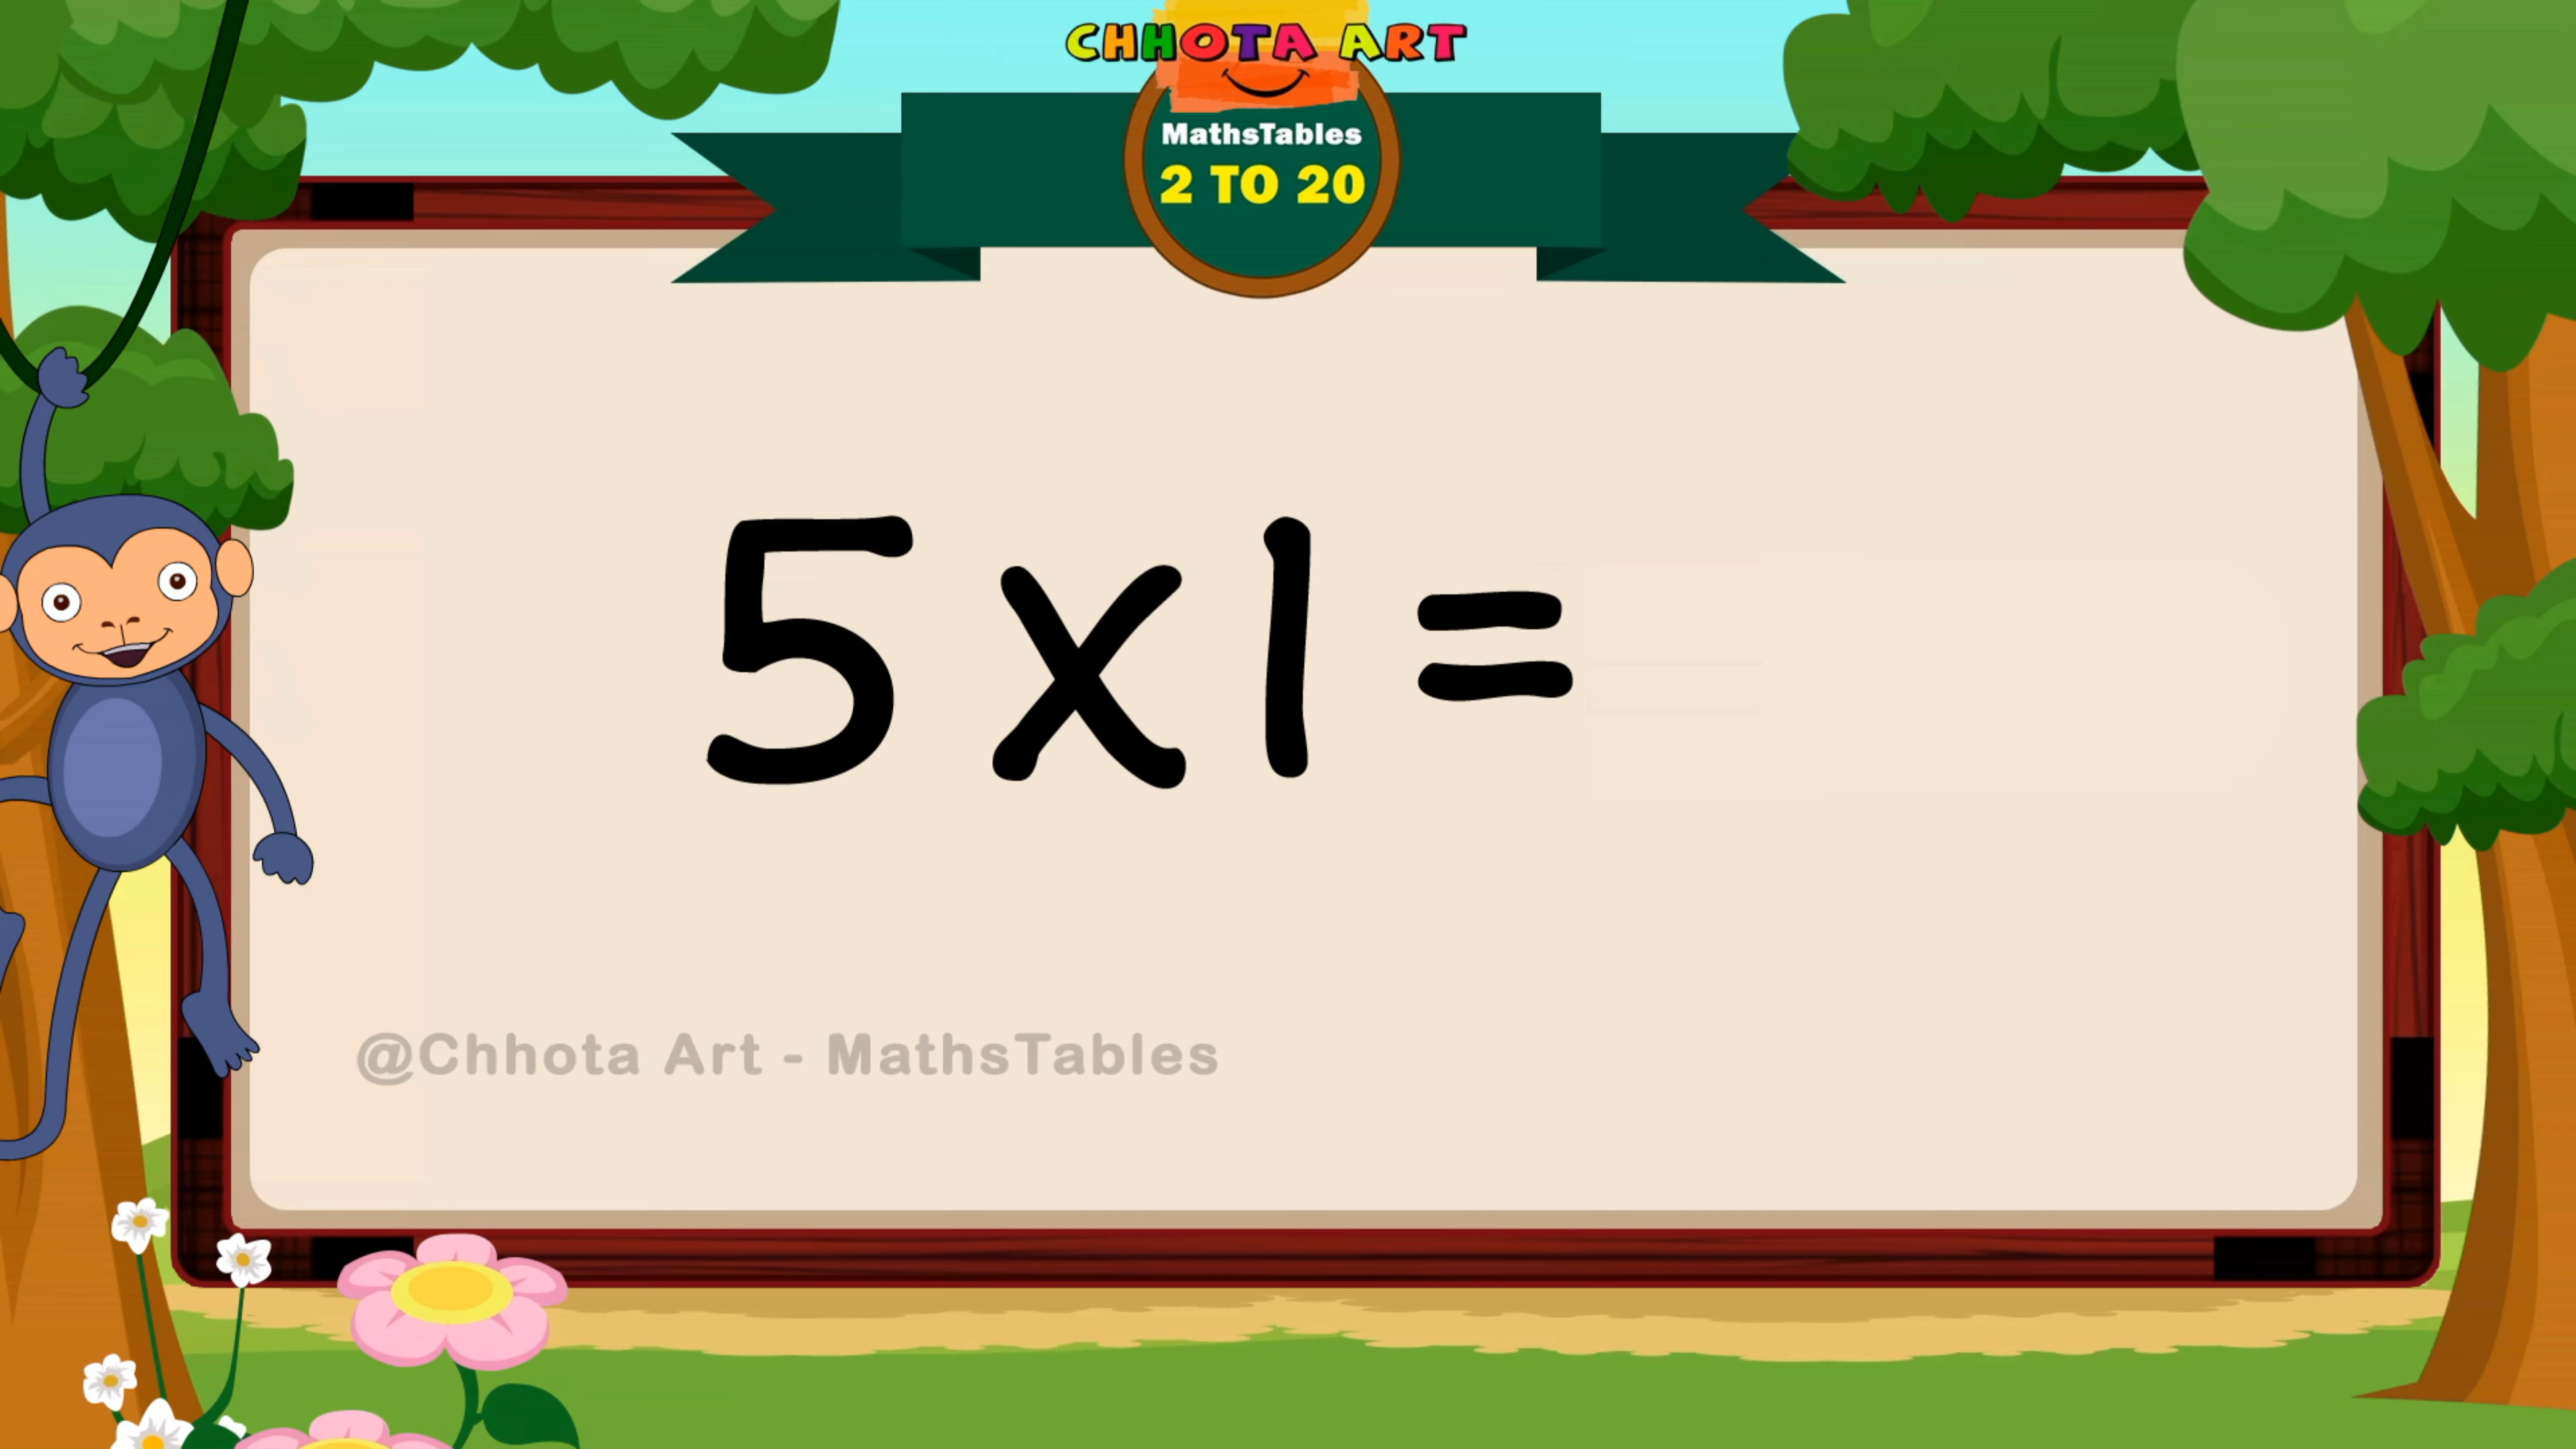 CHHOTA ART
MathsTables
2 TO 20
5 x 1 =
@Chhota Art - MathsTables